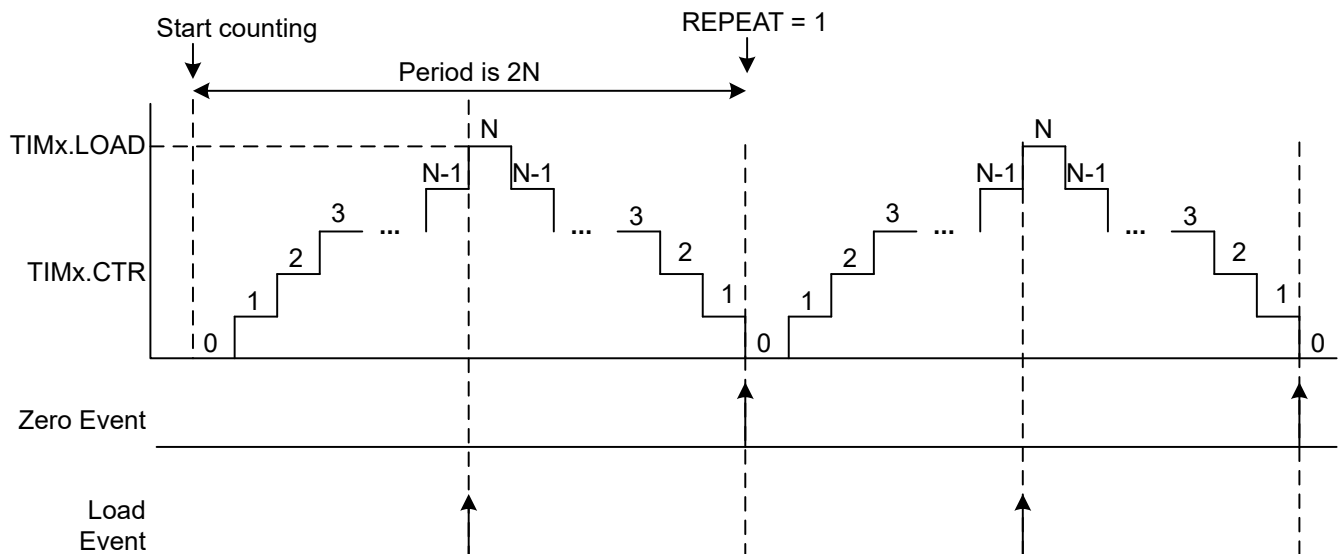 Start counting
REPEAT = 1
Period is 2N
TIMx.LOAD
N
N
N-1
N-1
N-1
N-1
3
...
...
3
3
...
...
3
TIMx.CTR
2
2
2
2
1
1
1
1
0
0
0
Zero Event
Load
Event